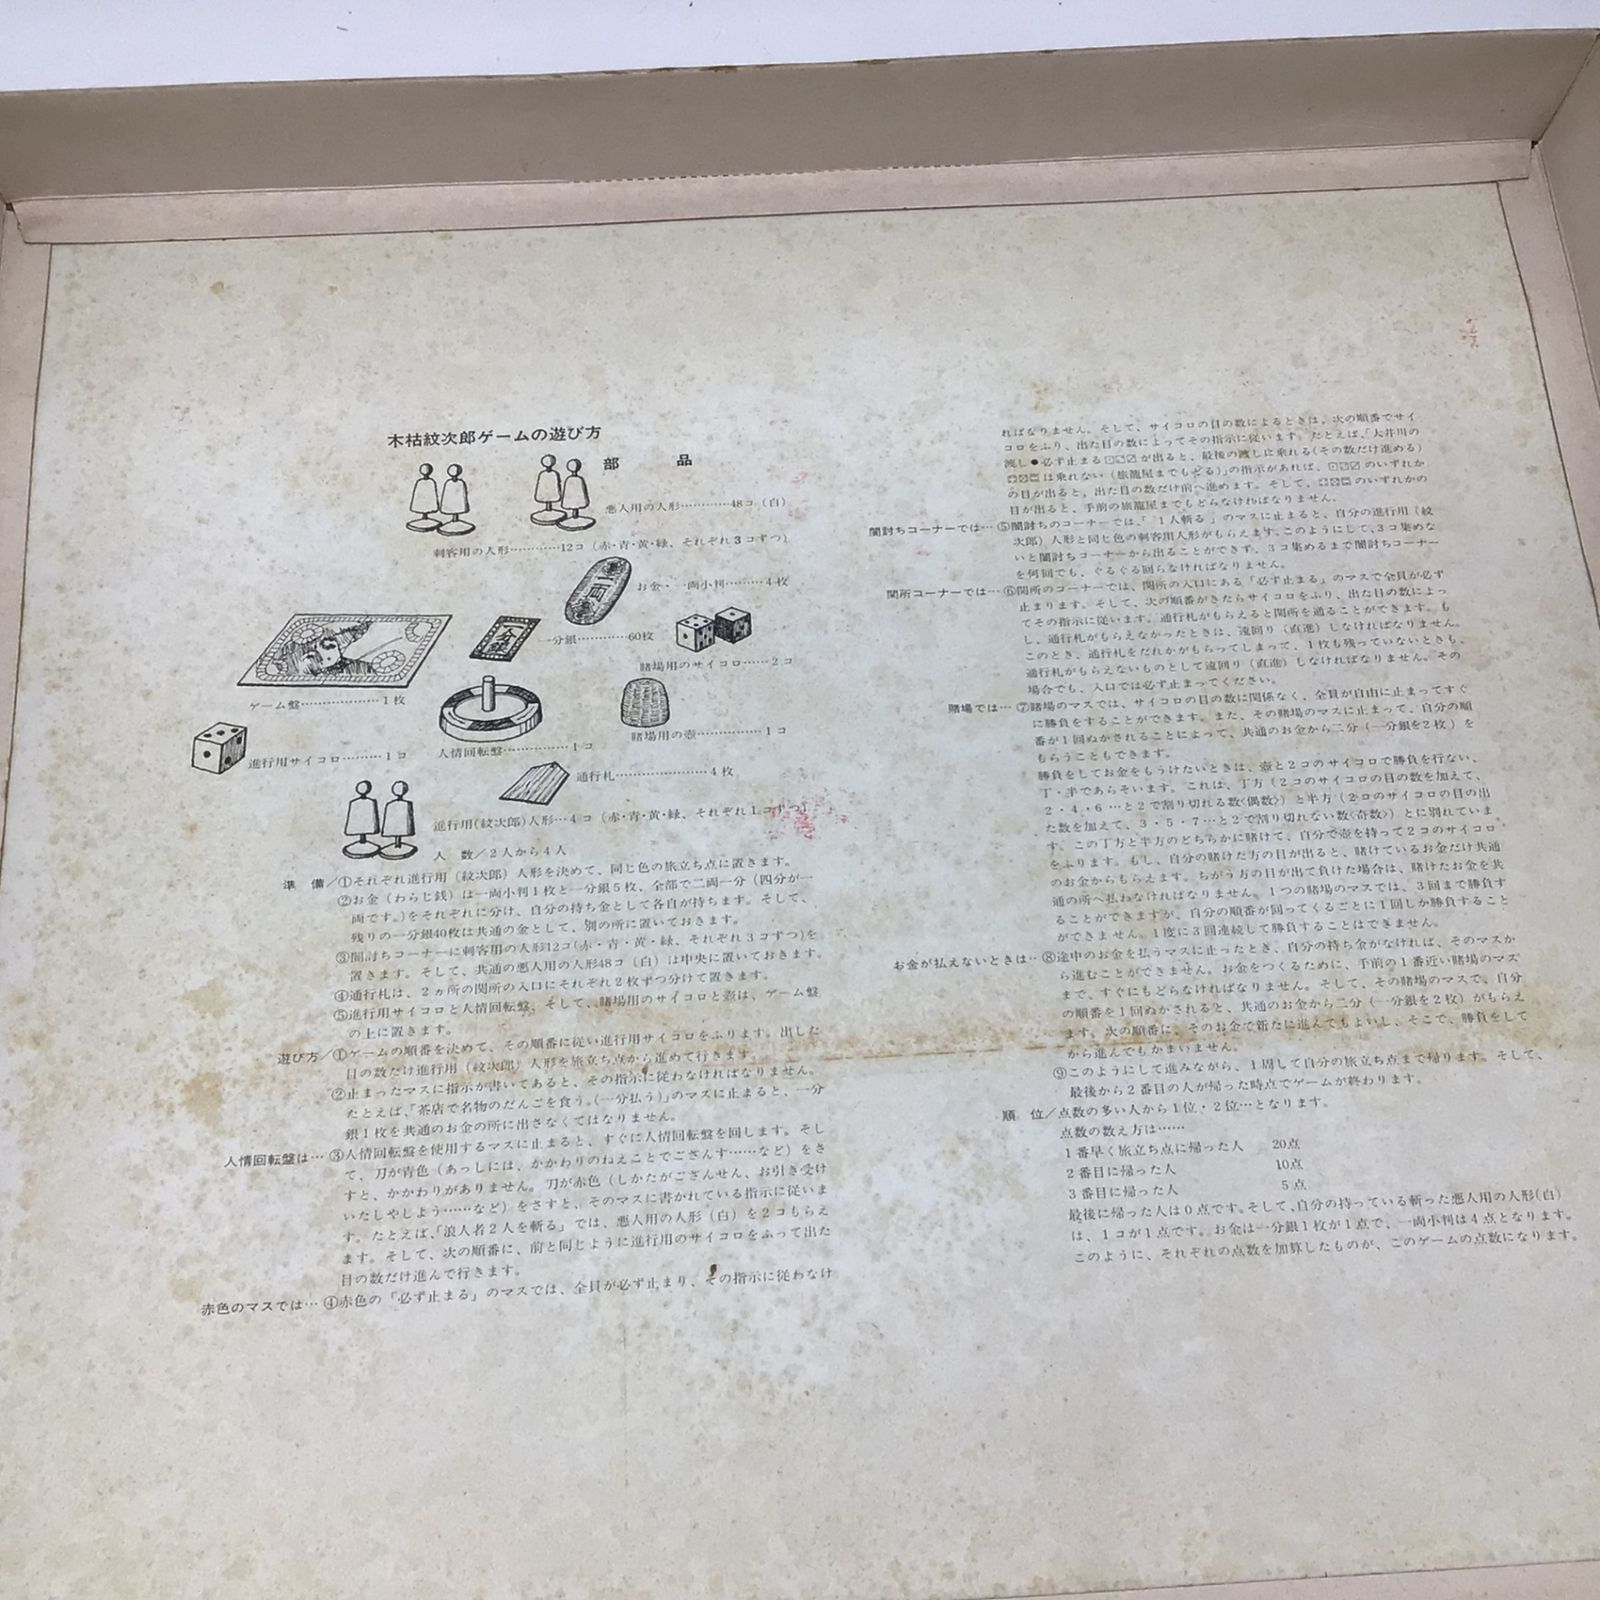 木枯紋次郎ゲームの遊び方
部品
悪人用の人形…………48コ（白）
刺客用の人形…………12コ（赤・青・黄・緑、それぞれ3コずつ）
お金・一両小判………4枚
一分銀…………60枚
賭場用のサイコロ……2コ
ゲーム盤………………1枚
賭場用の壺……………1コ
進行用サイコロ………1コ
人情回転盤……………1コ
通行札…………………4枚
進行用(紋次郎)人形…4コ（赤・青・黄・緑、それぞれ1コずつ）
人　数／2人から4人
準　備／①それぞれ進行用（紋次郎）人形を決めて、同じ色の旅立ち点に置きます。
②お金（わらじ銭）は一両小判1枚と一分銀5枚、全部で二両一分（四分が一
両です。）をそれぞれに分け、自分の持ち金として各自が持ちます。そして、
残りの一分銀40枚は共通の金として、別の所に置いておきます。
③闇討ちコーナーに刺客用の人形12コ(赤・青・黄・緑、それぞれ3コずつ)を
置きます。そして、共通の悪人用の人形48コ（白）は中央に置いておきます。
④通行札は、2ヵ所の関所の入口にそれぞれ2枚ずつ分けて置きます。
⑤進行用サイコロと人情回転盤、そして、賭場用のサイコロと壺は、ゲーム盤
の上に置きます。
遊び方／①ゲームの順番を決めて、その順番に従い進行用サイコロをふります。出した
目の数だけ進行用（紋次郎）人形を旅立ち点から進めて行きます。
②止まったマスに指示が書いてあると、その指示に従わなければなりません。
たとえば、「茶店で名物のだんごを食う。(一分払う)」のマスに止まると、一分
銀1枚を共通のお金の所に出さなくてはなりません。
人情回転盤は…③人情回転盤を使用するマスに止まると、すぐに人情回転盤を回します。そし
て、刀が青色（あっしには、かかわりのねえことでござんす……など）をさ
すと、かかわりがありません。刀が赤色（しかたがござんせん、お引き受け
いたしやしよう……など）をさすと、そのマスに書かれている指示に従いま
す。たとえば、「浪人者2人を斬る」では、悪人用の人形（白）を2コもらえ
ます。そして、次の順番に、前と同じように進行用のサイコロをふって出た
目の数だけ進んで行きます。
赤色のマスでは…④赤色の「必ず止まる」のマスでは、全員が必ず止まり、その指示に従わなけ
ればなりません。そして、サイコロの目の数によるときは、次の順番でサイ
コロをふり、出た目の数によってその指示に従います。たとえば、「大井川の
渡し●必ず止まる⚀⚁⚂が出ると、最後の渡しは乗れる(その数だけ進める)
⚃⚄⚅は乗れない（旅籠屋までもどる)」の指示があれば、⚀⚁⚂のいずれか
の目が出ると、出た目の数だけ前へ進めます。そして、⚃⚄⚅のいずれかの
目が出ると、手前の旅籠屋までもどらなければなりません。
闇討ちコーナーでは…⑤闇討ちのコーナーでは、「1人斬る」のマスに止まると、自分の進行用（紋
次郎）人形と同じ色の刺客用人形がもらえます。このようにして、3コ集めな
いと闇討ちコーナーから出ることができず、3コ集めるまで闇討ちコーナー
を何回でも、ぐるぐる回らなければなりません。
関所コーナーでは…⑥関所のコーナーでは、関所の入口にある「必ず止まる」のマスで全員が必ず
止まります。そして、次の順番がきたらサイコロをふり、出た目の数によっ
てその指示に従います。通行札がもらえると関所を通ることができます。も
し、通行札がもらえなかったときは、遠回り（直進）しなければなりません。
このとき、通行札をだれかがもらってしまって、1枚も残っていないときも、
通行札がもらえないものとして遠回り（直進）しなければなりません。その
場合でも、入口では必ず止まってください。
賭場では…⑦賭場のマスでは、サイコロの目の数に関係なく、全員が自由に止まってすぐ
に勝負をすることができます。また、その賭場のマスに止まって、自分の順
番が1回ぬかされることによって、共通のお金から二分（一分銀を2枚）を
もらうこともできます。
勝負をしてお金をもうけたいときは、壺と2コのサイコロで勝負を行ない、
丁・半であらそいます。これは、丁方（2コのサイコロの目の数を加えて、
2・4・6…と2で割り切れる数〈偶数〉）と半方（2コのサイコロの目の出
た数を加えて、3・5・7…と2で割り切れない数〈奇数〉）とに別れていま
す。この丁方と半方のどちらかに賭けて、自分で壺を持って2コのサイコロ
をふります。もし、自分の賭けた方の目が出ると、賭けているお金だけ共通
のお金からもらえます。ちがう方の目が出て負けた場合は、賭けたお金を共
通の所へ払わなければなりません。1つの賭場のマスでは、3回まで勝負す
ることができますが、自分の順番が回ってくるごとに1回しか勝負すること
ができません。1度に3回連続して勝負することはできません。
お金が払えないときは…⑧途中のお金を払うマスに止ったとき、自分の持ち金がなければ、そのマスか
ら進むことができません。お金をつくるために、手前の1番近い賭場のマス
まで、すぐにもどらなければなりません。そして、その賭場のマスで、自分
の順番を1回ぬかされると、共通のお金から二分（一分銀を2枚）がもらえ
ます。次の順番に、そのお金で新たに進んでもよいし、そこで、勝負をして
から進んでもかまいません。
⑨このようにして進みながら、1周して自分の旅立ち点まで帰ります。そして、
最後から2番目の人が帰った時点でゲームが終わります。
順　位／点数の多い人から1位・2位…となります。
点数の数え方は……
1番早く旅立ち点に帰った人　20点
2番目に帰った人　10点
3番目に帰った人　5点
最後に帰った人は0点です。そして、自分の持っている斬った悪人用の人形(白)
は、1コが1点です。お金は一分銀1枚が1点で、一両小判は4点となります。
このように、それぞれの点数を加算したものが、このゲームの点数になります。